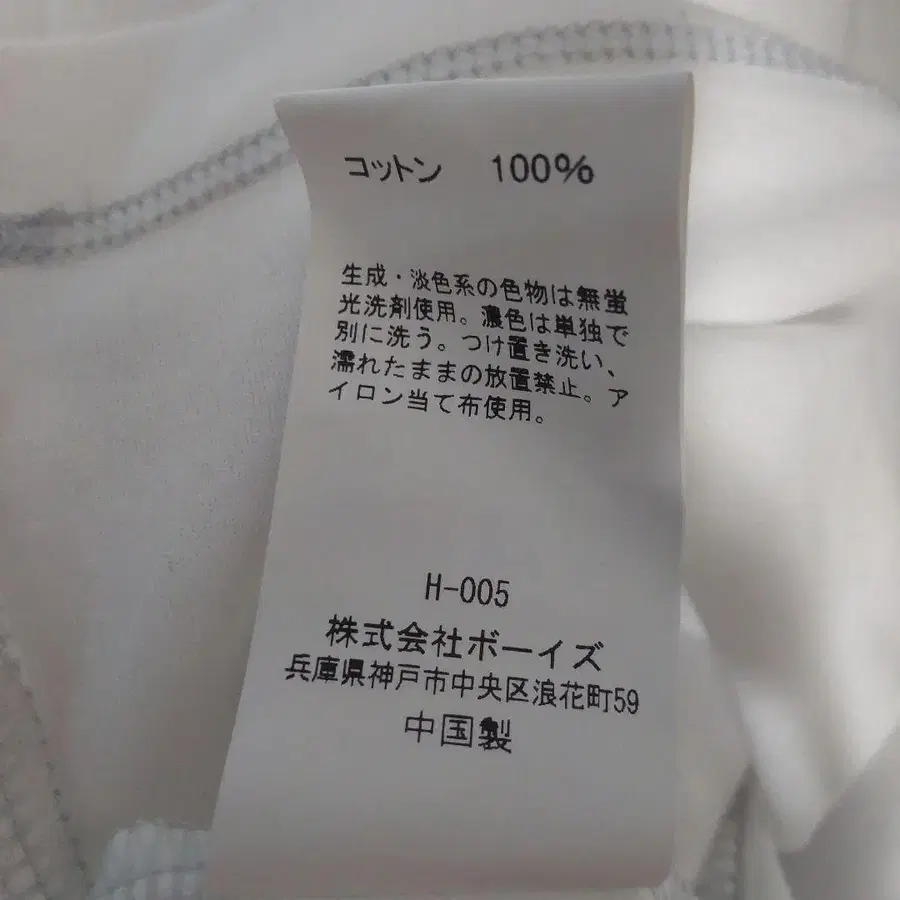 コットン 100%
生成・淡色系の色物は無蛍
光洗剤使用。濃色は単独で
別に洗う。つけ置き洗い、
濡れたままの放置禁止。ア
イロン当て布使用。
H-005
株式会社ボーイズ
兵庫県神戸市中央区浪花町59
中国製